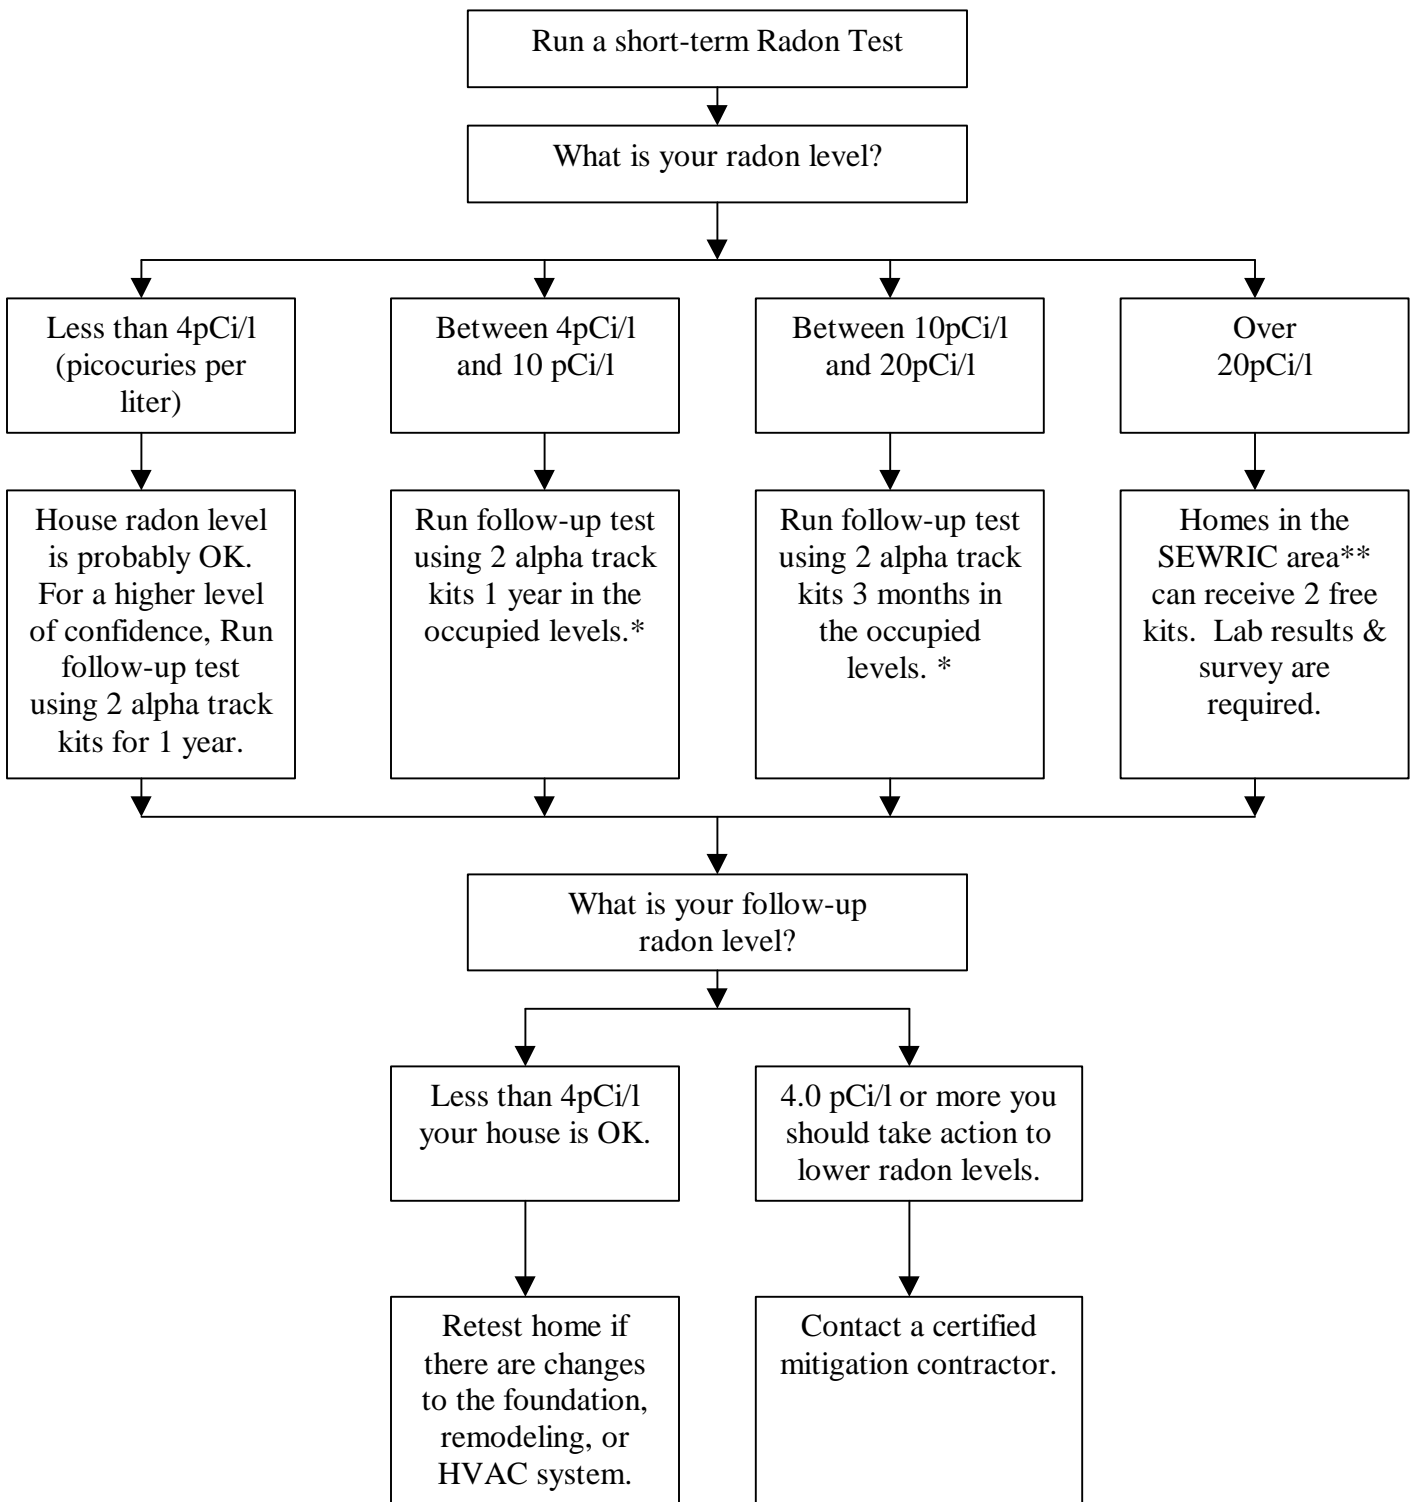 Run a short-term Radon Test
What is your radon level?
Less than 4pCi/l
(picocuries per
liter)
Between 4pCi/l
and 10 pCi/l
Between 10pCi/l
and 20pCi/l
Over
20pCi/l
House radon level
is probably OK.
For a higher level
of confidence, Run
follow-up test
using 2 alpha track
kits for 1 year.
Run follow-up test
using 2 alpha track
kits 1 year in the
occupied levels.*
Run follow-up test
using 2 alpha track
kits 3 months in
the occupied
levels. *
Homes in the
SEWRIC area**
can receive 2 free
kits.  Lab results &
survey are
required.
What is your follow-up
radon level?
Less than 4pCi/l
your house is OK.
4.0 pCi/l or more you
should take action to
lower radon levels.
Retest home if
there are changes
to the foundation,
remodeling, or
HVAC system.
Contact a certified
mitigation contractor.